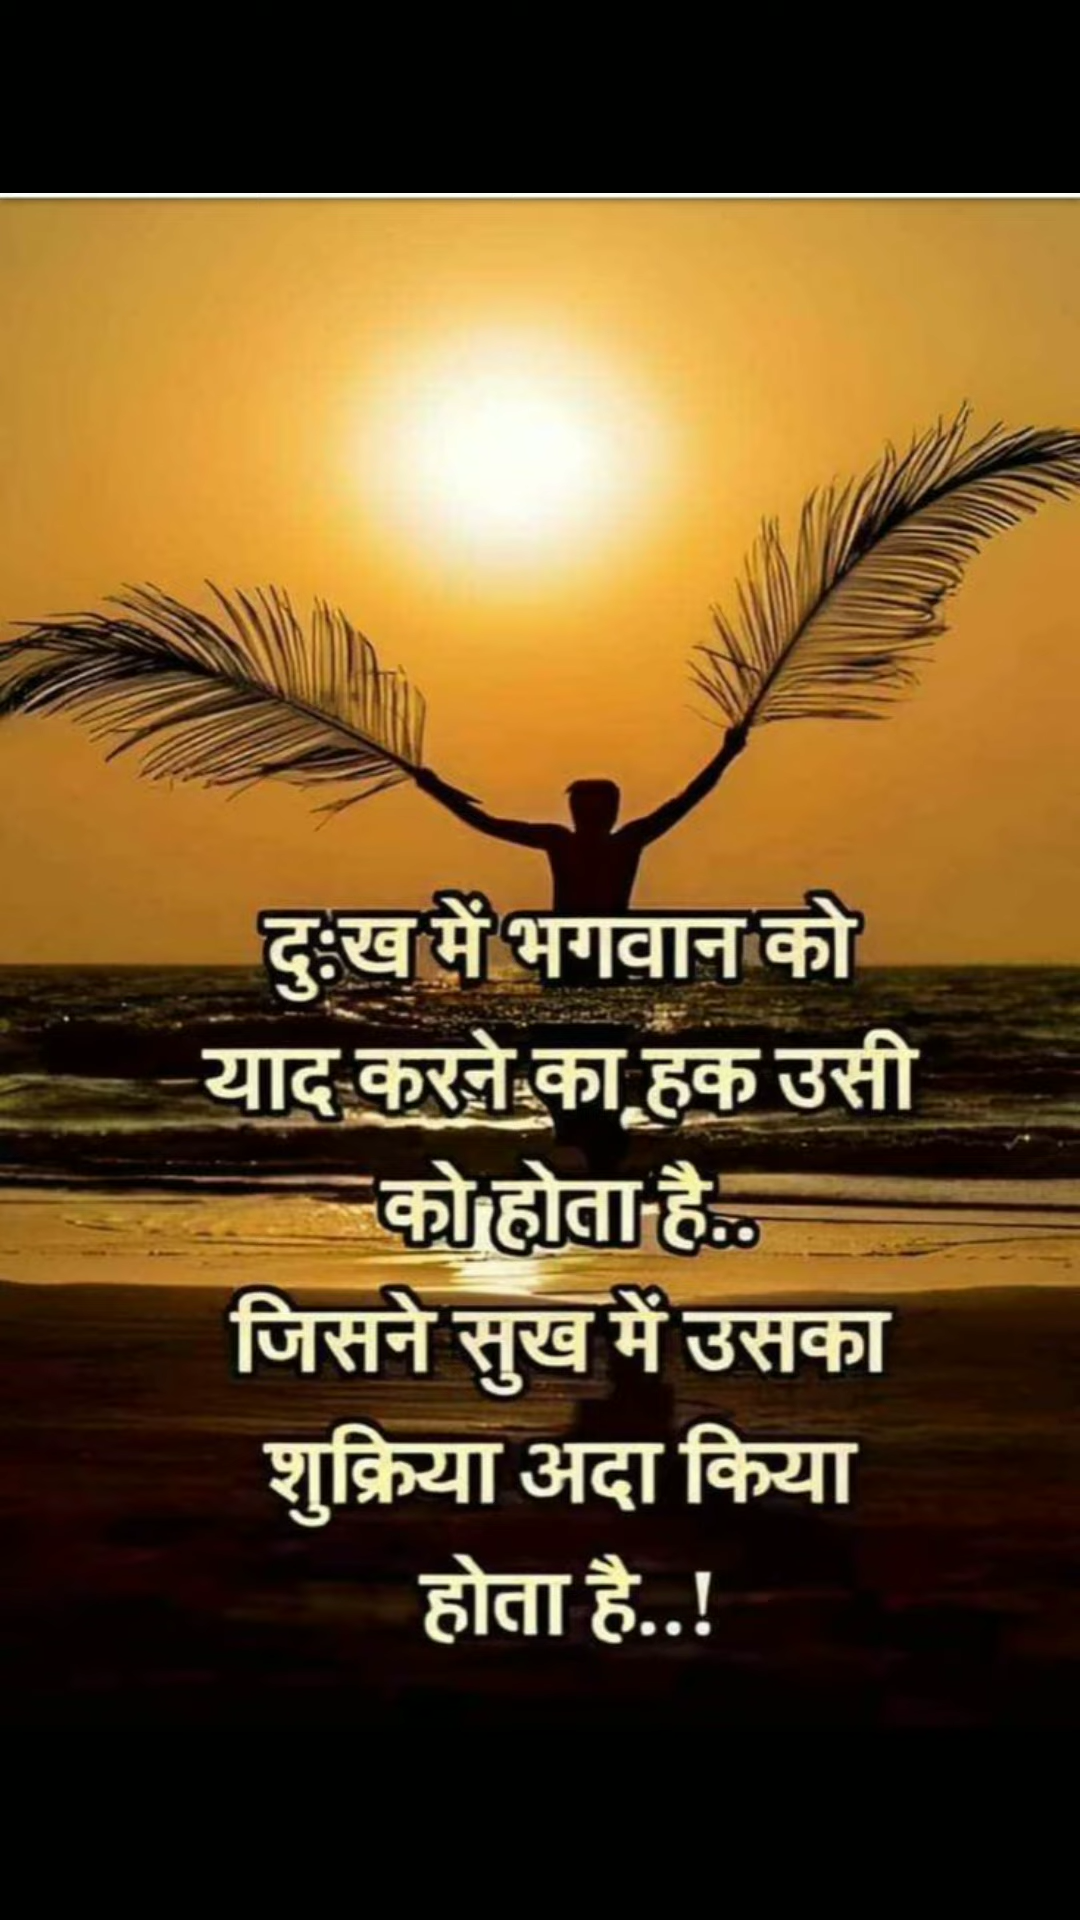 दुःख में भगवान को
याद करने का हक उसी
को होता है..
जिसने सुख में उसका
शुक्रिया अदा किया
होता है..!